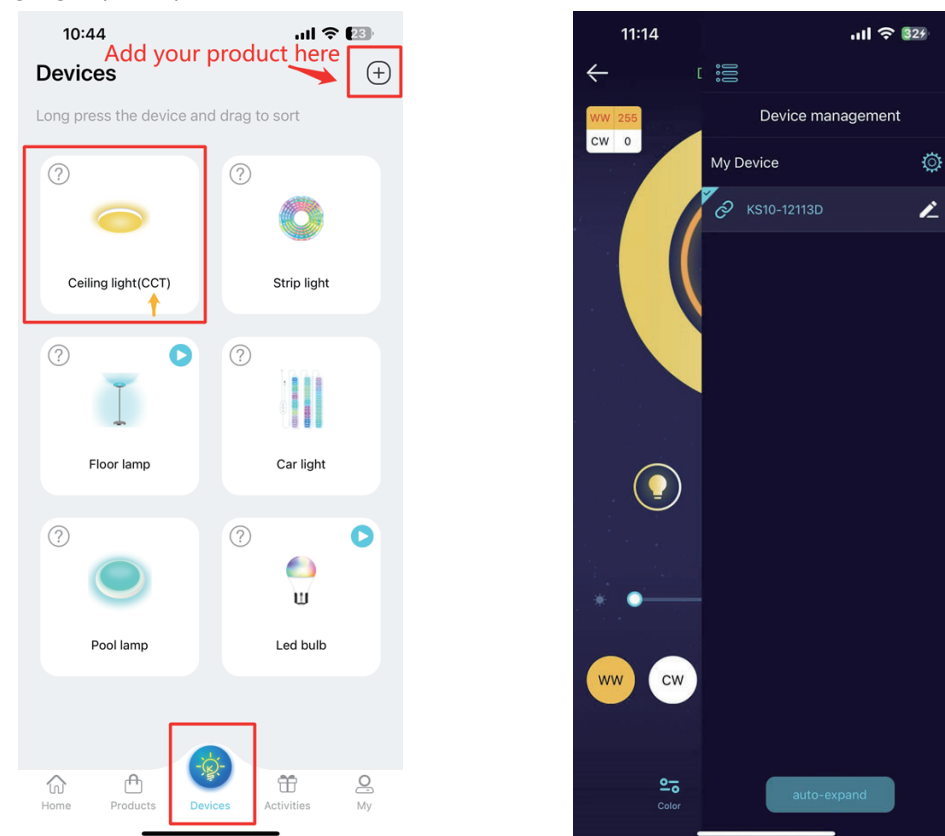 10:44
23
Add your product here
Devices
Long press the device and drag to sort
?
?
Ceiling light(CCT)
Strip light
?
?
Floor lamp
Car light
?
?
Pool lamp
Led bulb
Home
Products
Devices
Activities
My
11:14
32
Device management
WW 255
CW 0
My Device
KS10-12113D
WW
CW
Color
auto-expand